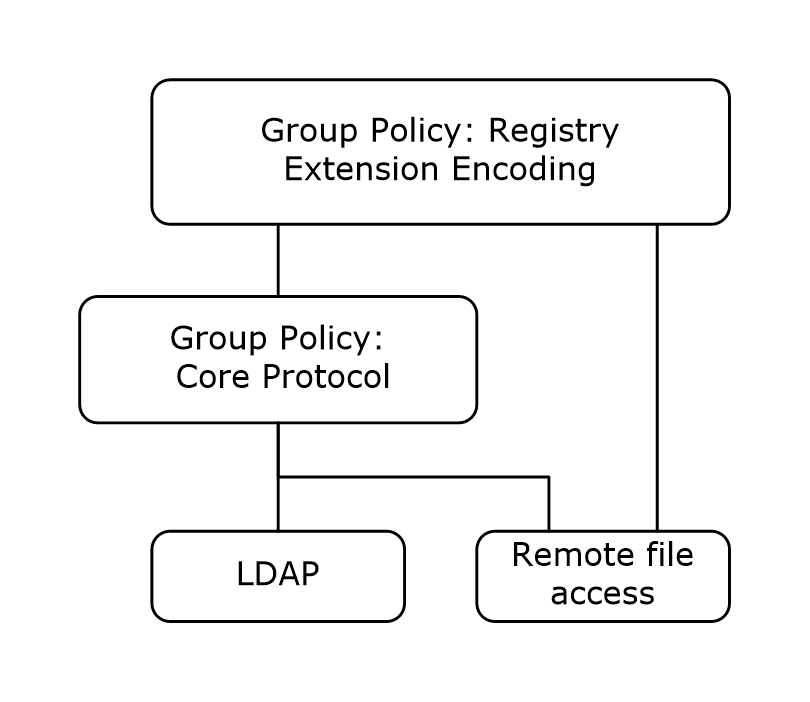 Group Policy: Registry
Extension Encoding
Group Policy:
Core Protocol
LDAP
Remote file
access